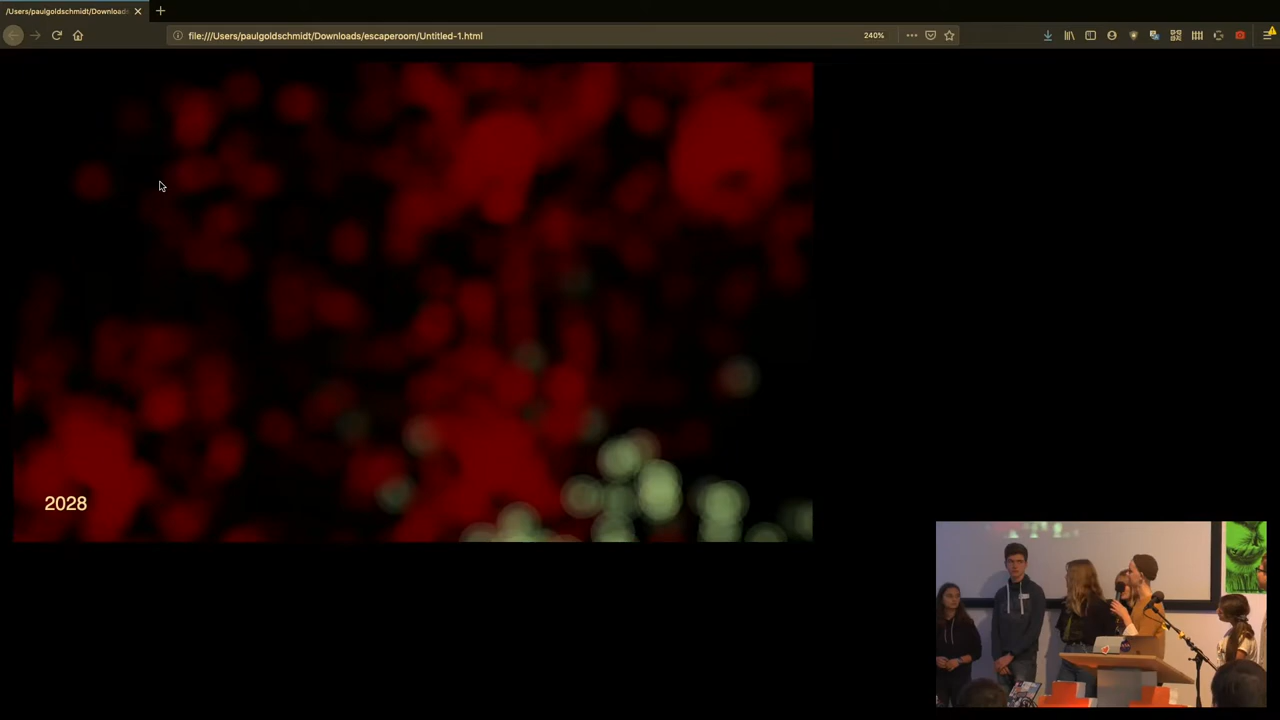 /Users/paulgoldschmidt/Downloads
file:///Users/paulgoldschmidt/Downloads/escaperoom/Untitled-1.html
240%
2028